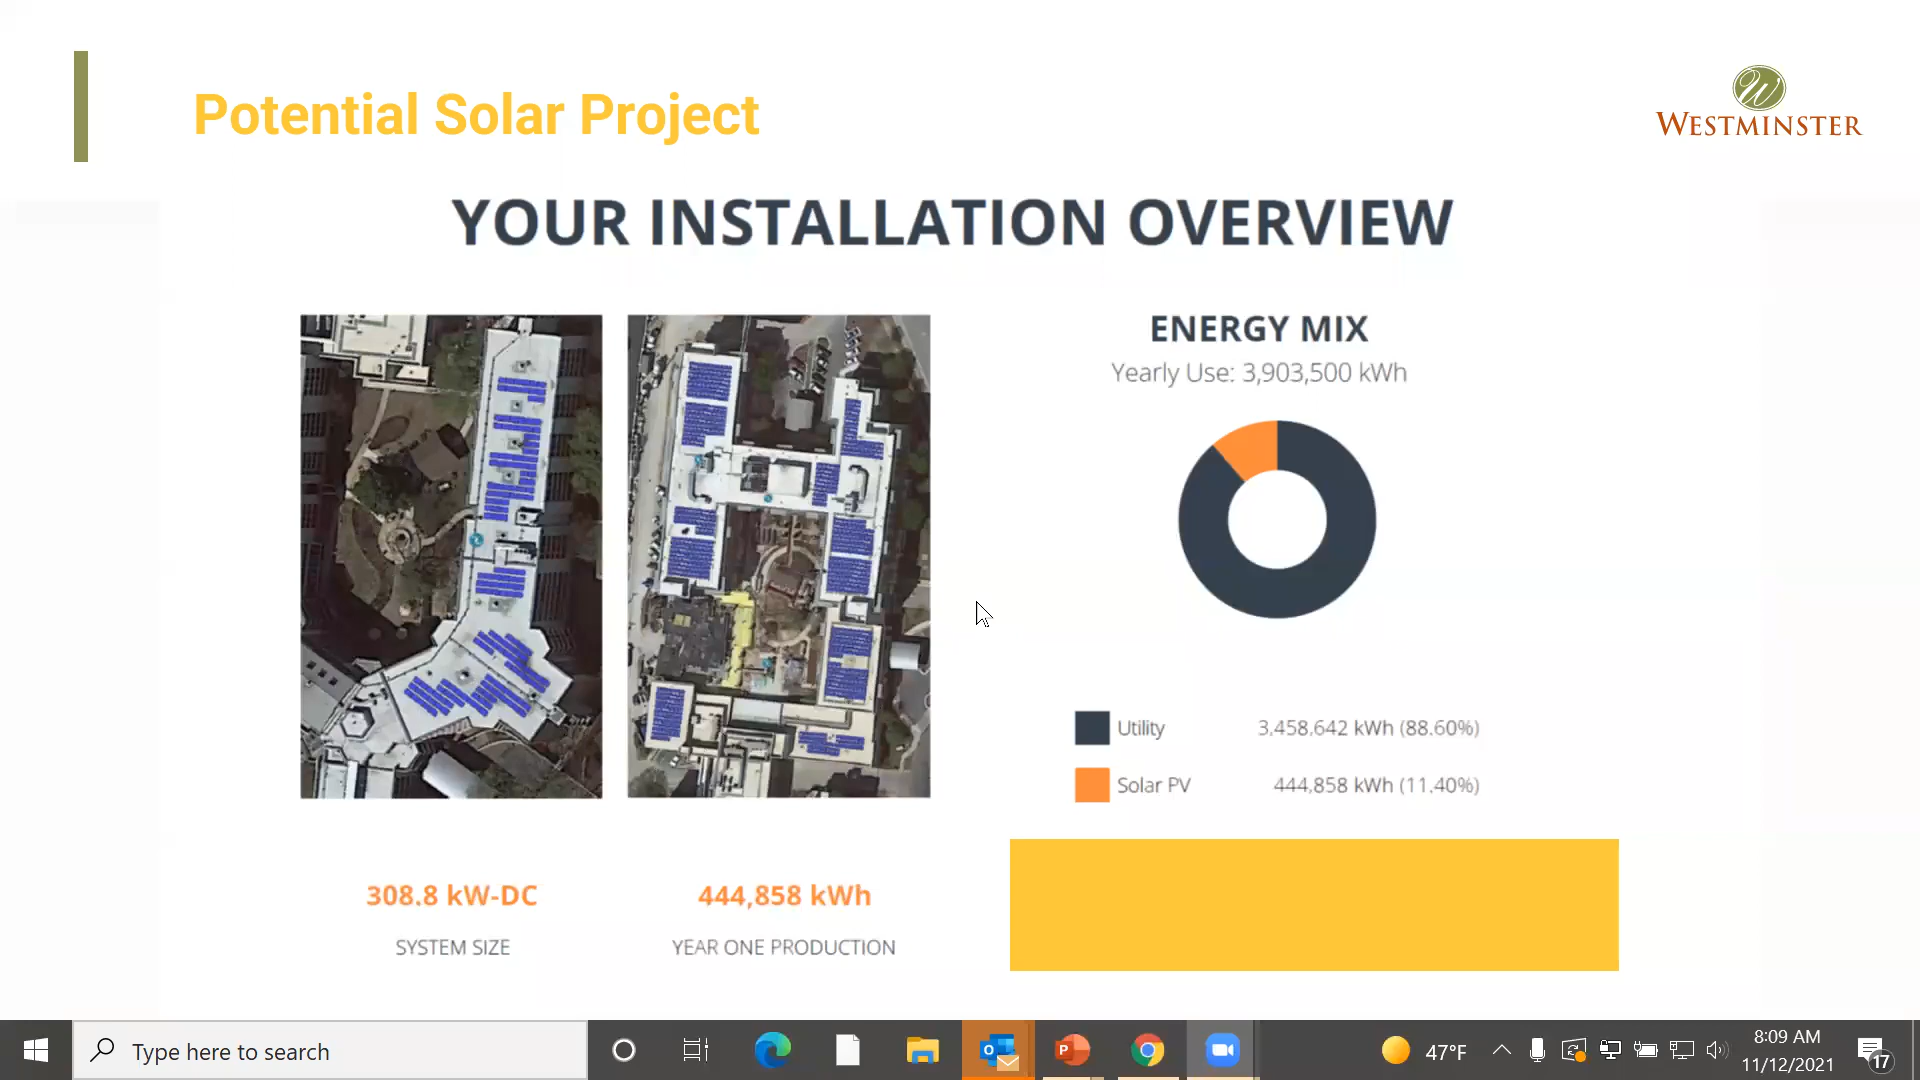 Potential Solar Project
W
WESTMINSTER
YOUR INSTALLATION OVERVIEW
ENERGY MIX
Yearly Use: 3,903,500 kWh
Utility 3,458,642 kWh (88.60%)
Solar PV 444,858 kWh (11.40%)
308.8 kW-DC
SYSTEM SIZE
444,858 kWh
YEAR ONE PRODUCTION
Type here to search
47°F
8:09 AM
11/12/2021
17